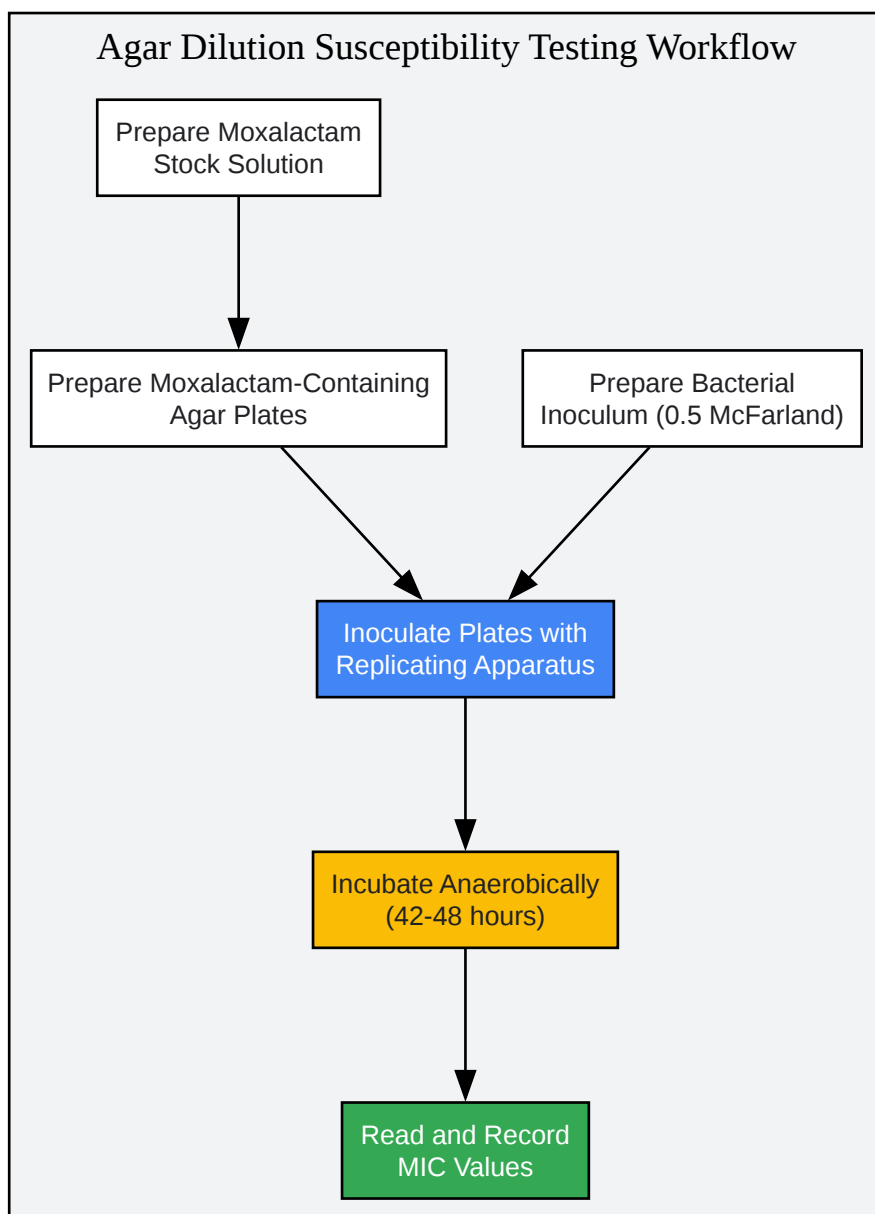 Agar Dilution Susceptibility Testing Workflow
Prepare Moxalactam
Stock Solution
Prepare Moxalactam-Containing
Agar Plates
Prepare Bacterial
Inoculum (0.5 McFarland)
Inoculate Plates with
Replicating Apparatus
Incubate Anaerobically
(42-48 hours)
Read and Record
MIC Values